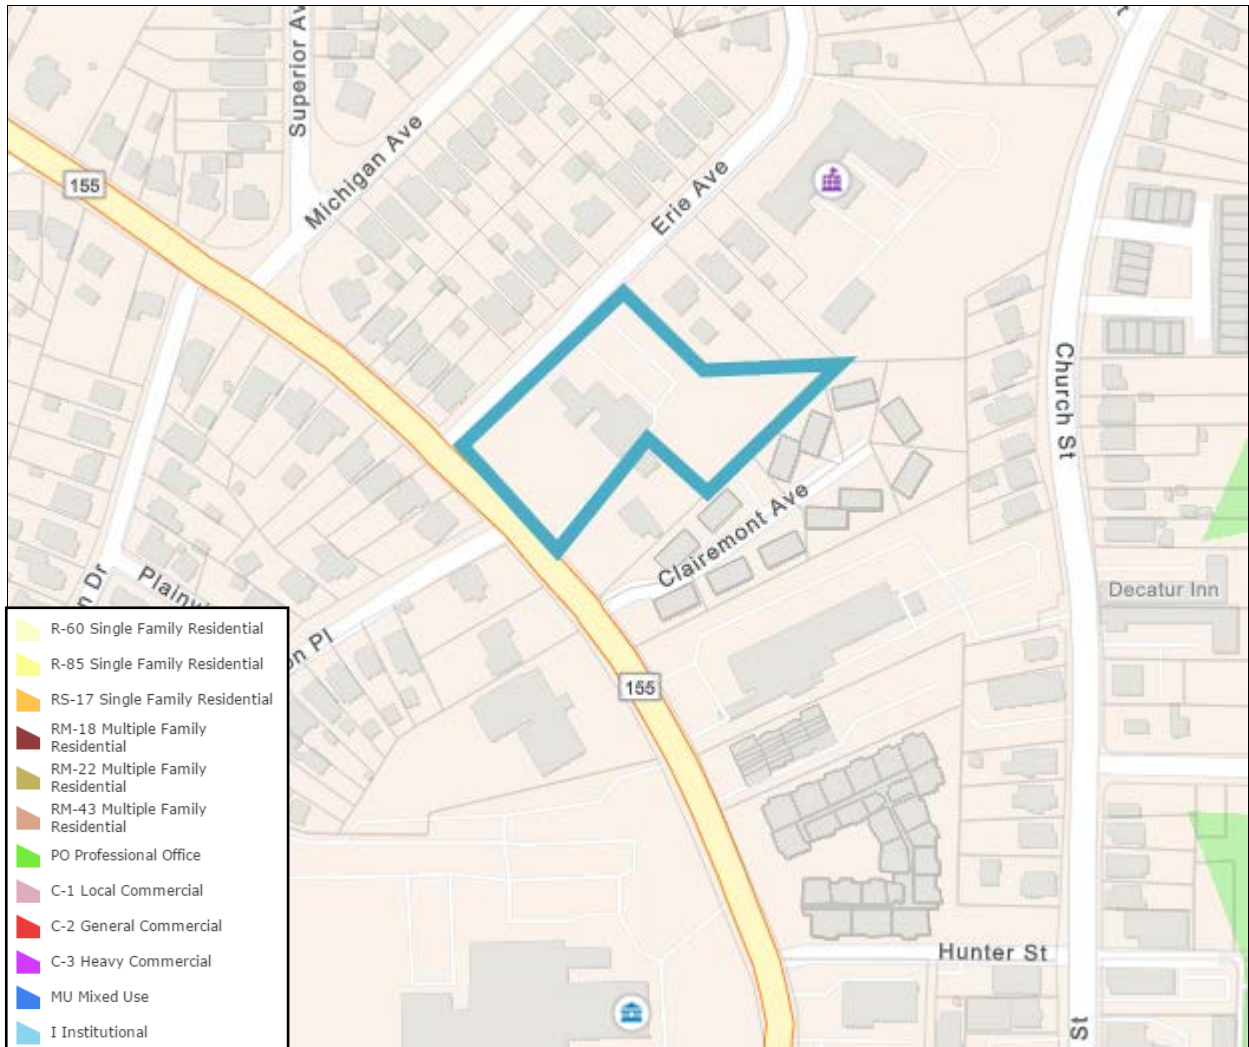 Superior Av
Michigan Ave
155
Erie Ave
Church St
Clairemont Ave
Decatur Inn
Plainw
n Dr
on Pl
155
Hunter St
St
R-60 Single Family Residential
R-85 Single Family Residential
RS-17 Single Family Residential
RM-18 Multiple Family
Residential
RM-22 Multiple Family
Residential
RM-43 Multiple Family
Residential
PO Professional Office
C-1 Local Commercial
C-2 General Commercial
C-3 Heavy Commercial
MU Mixed Use
I Institutional